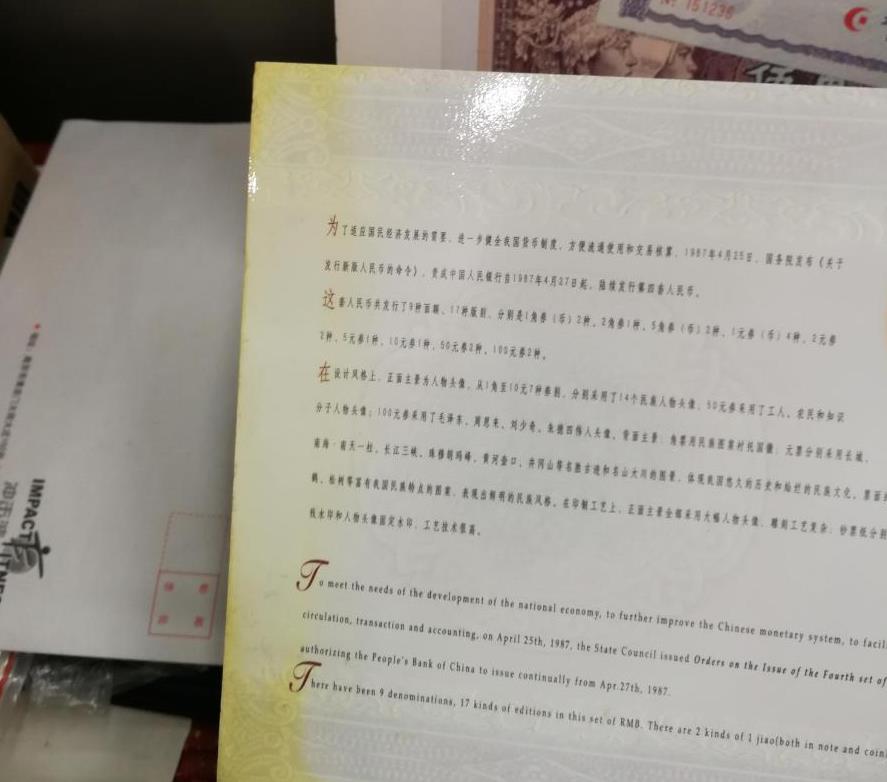 № 151236
伍
为了适应国民经济发展的需要，进一步健全我国货币制度，方便流通使用和交易核算，1987年4月25日，国务院发布《关于
发行新版人民币的命令》，责成中国人民银行自1987年4月27日起，陆续发行第四套人民币。
这套人民币共发行了9种面额、17种版别，分别是1角券（币）2种、2角券1种、5角券（币）2种、1元券（币）4种、2元券
2种、5元券1种、10元券1种、50元券2种、100元券2种。
在设计风格上，正面主景为人物头像，从1角至10元7种券别，分别采用了14个民族人物头像，50元券采用了工人、农民和知识
分子人物头像；100元券采用了毛泽东、周恩来、刘少奇、朱德四伟人头像。背面主景：角票用民族图案衬托国徽；元票分别采用长城、
南海·南天一柱、长江三峡、珠穆朗玛峰、黄河壶口、井冈山等名胜古迹和名山大川的图景，体现我国悠久的历史和灿烂的民族文化。票面
鹤、松树等富有我国民族特点的图案，表现出鲜明的民族风格。在印制工艺上，正面主景全部采用大幅人物头像，雕刻工艺复杂；钞票纸分别
线水印和人物头像固定水印，工艺技术很高。
To meet the needs of the development of the national economy, to further improve the Chinese monetary system, to facil
circulation, transaction and accounting, on April 25th, 1987, the State Council issued Orders on the Issue of the Fourth set of
authorizing the People's Bank of China to issue continually from Apr.27th, 1987.
There have been 9 denominations, 17 kinds of editions in this set of RMB. There are 2 kinds of 1 jiao(both in note and coin
IMPACT